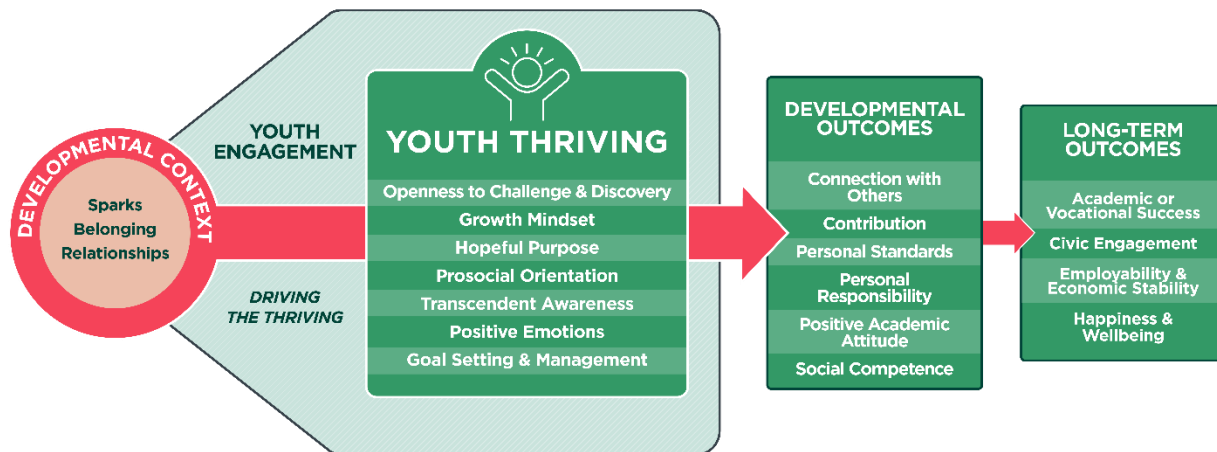 DEVELOPMENTAL CONTEXT
Sparks
Belonging
Relationships
YOUTH
ENGAGEMENT
DRIVING
THE THRIVING
YOUTH THRIVING
Openness to Challenge & Discovery
Growth Mindset
Hopeful Purpose
Prosocial Orientation
Transcendent Awareness
Positive Emotions
Goal Setting & Management
DEVELOPMENTAL
OUTCOMES
Connection with
Others
Contribution
Personal Standards
Personal
Responsibility
Positive Academic
Attitude
Social Competence
LONG-TERM
OUTCOMES
Academic or
Vocational Success
Civic Engagement
Employability &
Economic Stability
Happiness &
Wellbeing